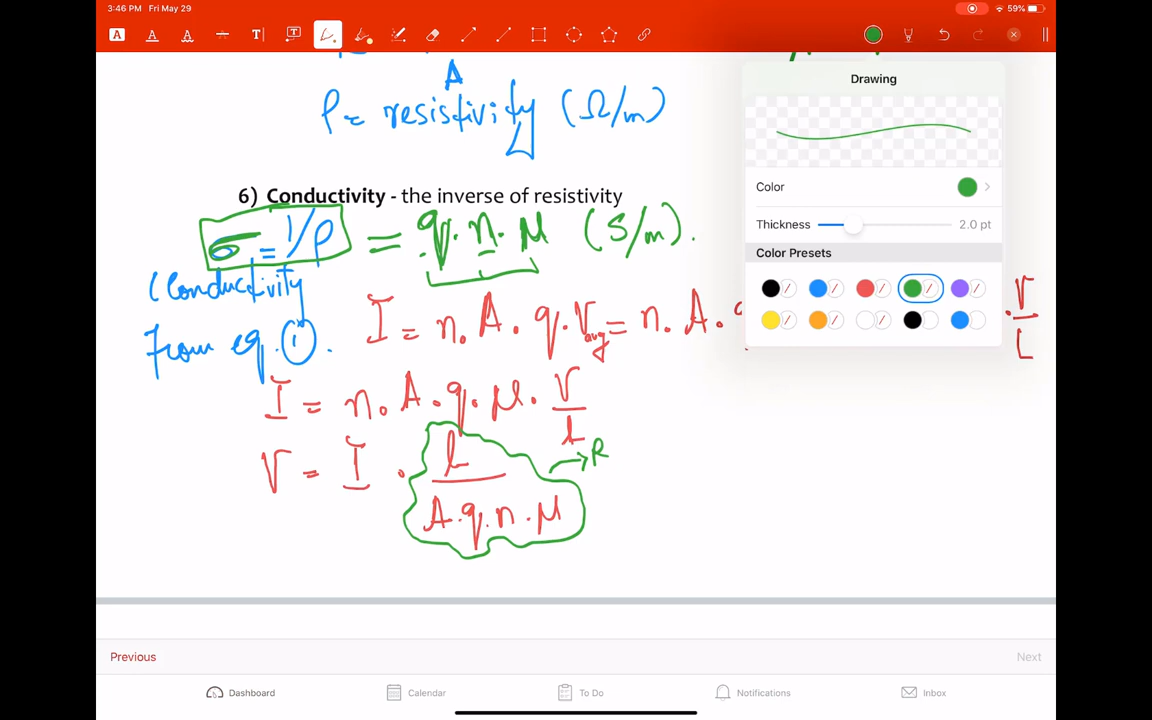 3:46 PM Fri May 29
59%
A A A T T
Drawing
A
ρ = resistivity (Ω/m)
Color
6) Conductivity - the inverse of resistivity
Thickness 2.0 pt
σ = 1/ρ = q. n. μ (S/m).
Color Presets
(Conductivity
From eq. ①.
I = n. A. q. Vavg = n. A. . V/L
I = n. A. q. μ. V/L
V = I . L/A.q.n.μ → R
Previous
Next
Dashboard
Calendar
To Do
Notifications
Inbox